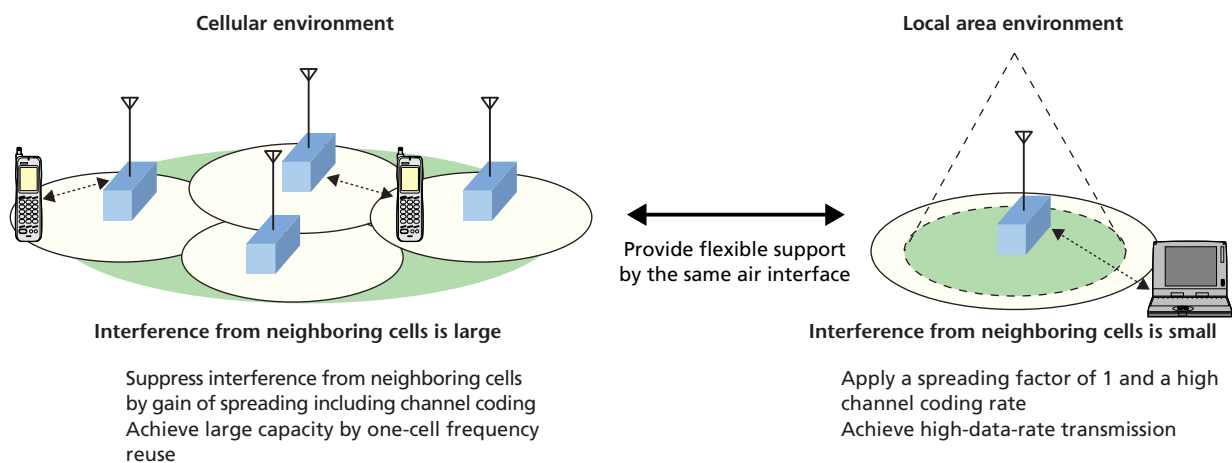 Cellular environment
Local area environment
Provide flexible support
by the same air interface
Interference from neighboring cells is large
Interference from neighboring cells is small
Suppress interference from neighboring cells
by gain of spreading including channel coding
Achieve large capacity by one-cell frequency
reuse
Apply a spreading factor of 1 and a high
channel coding rate
Achieve high-data-rate transmission